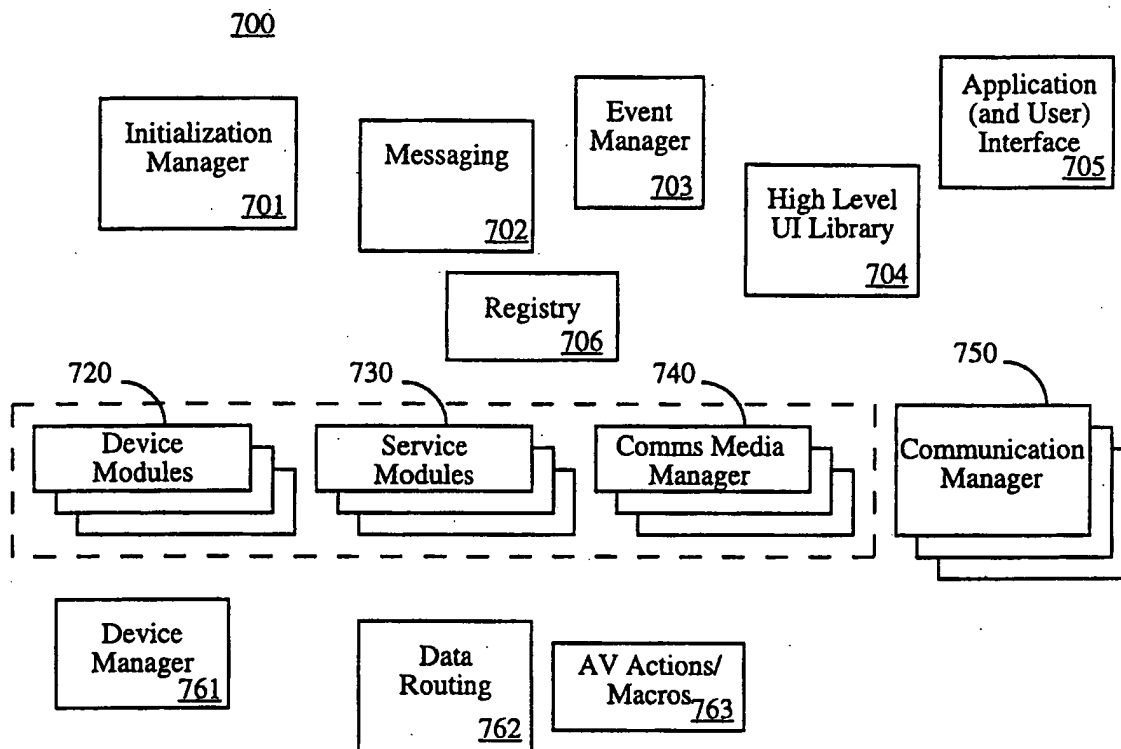 700
Initialization
Manager
701
Messaging
702
Event
Manager
703
High Level
UI Library
704
Application
(and User)
Interface
705
Registry
706
720
730
740
750
Device
Modules
Service
Modules
Comms Media
Manager
Communication
Manager
Device
Manager
761
Data
Routing
762
AV Actions/
Macros
763